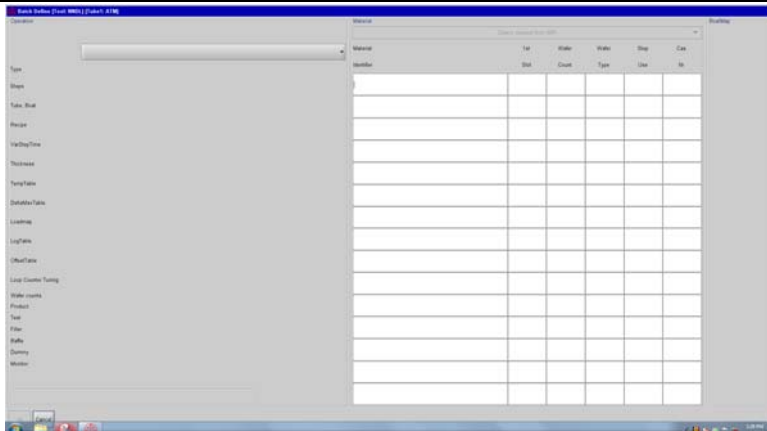 Batch Define [Tool: MNGL] [Tube1: ATM]
Operation
Material
BoatMap
Material 1st Wafer Wafer Step Cas
Identifier Slot Count Type Use Nr
Type
Steps
Tube, Boat
Recipe
VarStepTime
Thickness
TempTable
DeltaMaxTable
Loadmap
LogTable
OffsetTable
Loop Counter Tuning
Wafer counts
Product
Test
Filler
Baffle
Dummy
Monitor
Cancel